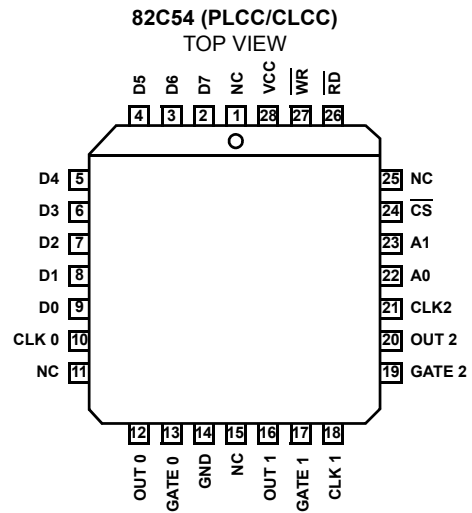 82C54 (PLCC/CLCC)
TOP VIEW
D5 D6 D7 NC VCC WR RD
4 3 2 1 28 27 26
D4 5 25 NC
D3 6 24 CS
D2 7 23 A1
D1 8 22 A0
D0 9 21 CLK2
CLK 0 10 20 OUT 2
NC 11 19 GATE 2
12 13 14 15 16 17 18
OUT 0 GATE 0 GND NC OUT 1 GATE 1 CLK 1